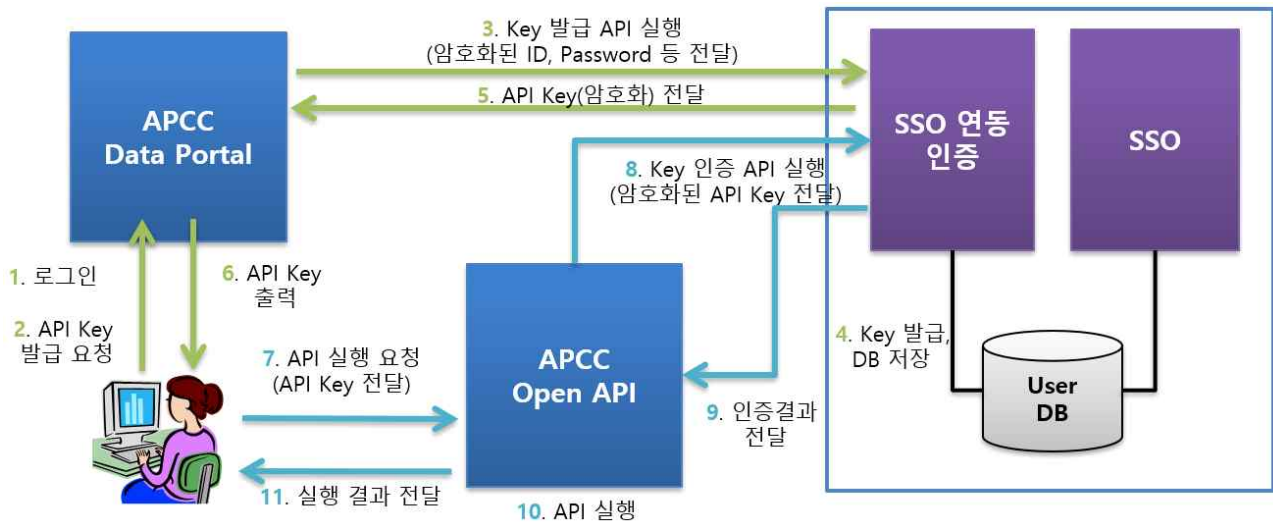 3. Key 발급 API 실행
(암호화된 ID, Password 등 전달)
5. API Key(암호화) 전달
APCC
Data Portal
SSO 연동
인증
SSO
8. Key 인증 API 실행
(암호화된 API Key 전달)
1. 로그인
2. API Key
발급 요청
6. API Key
출력
4. Key 발급,
DB 저장
7. API 실행 요청
(API Key 전달)
APCC
Open API
9. 인증결과
전달
User
DB
11. 실행 결과 전달
10. API 실행